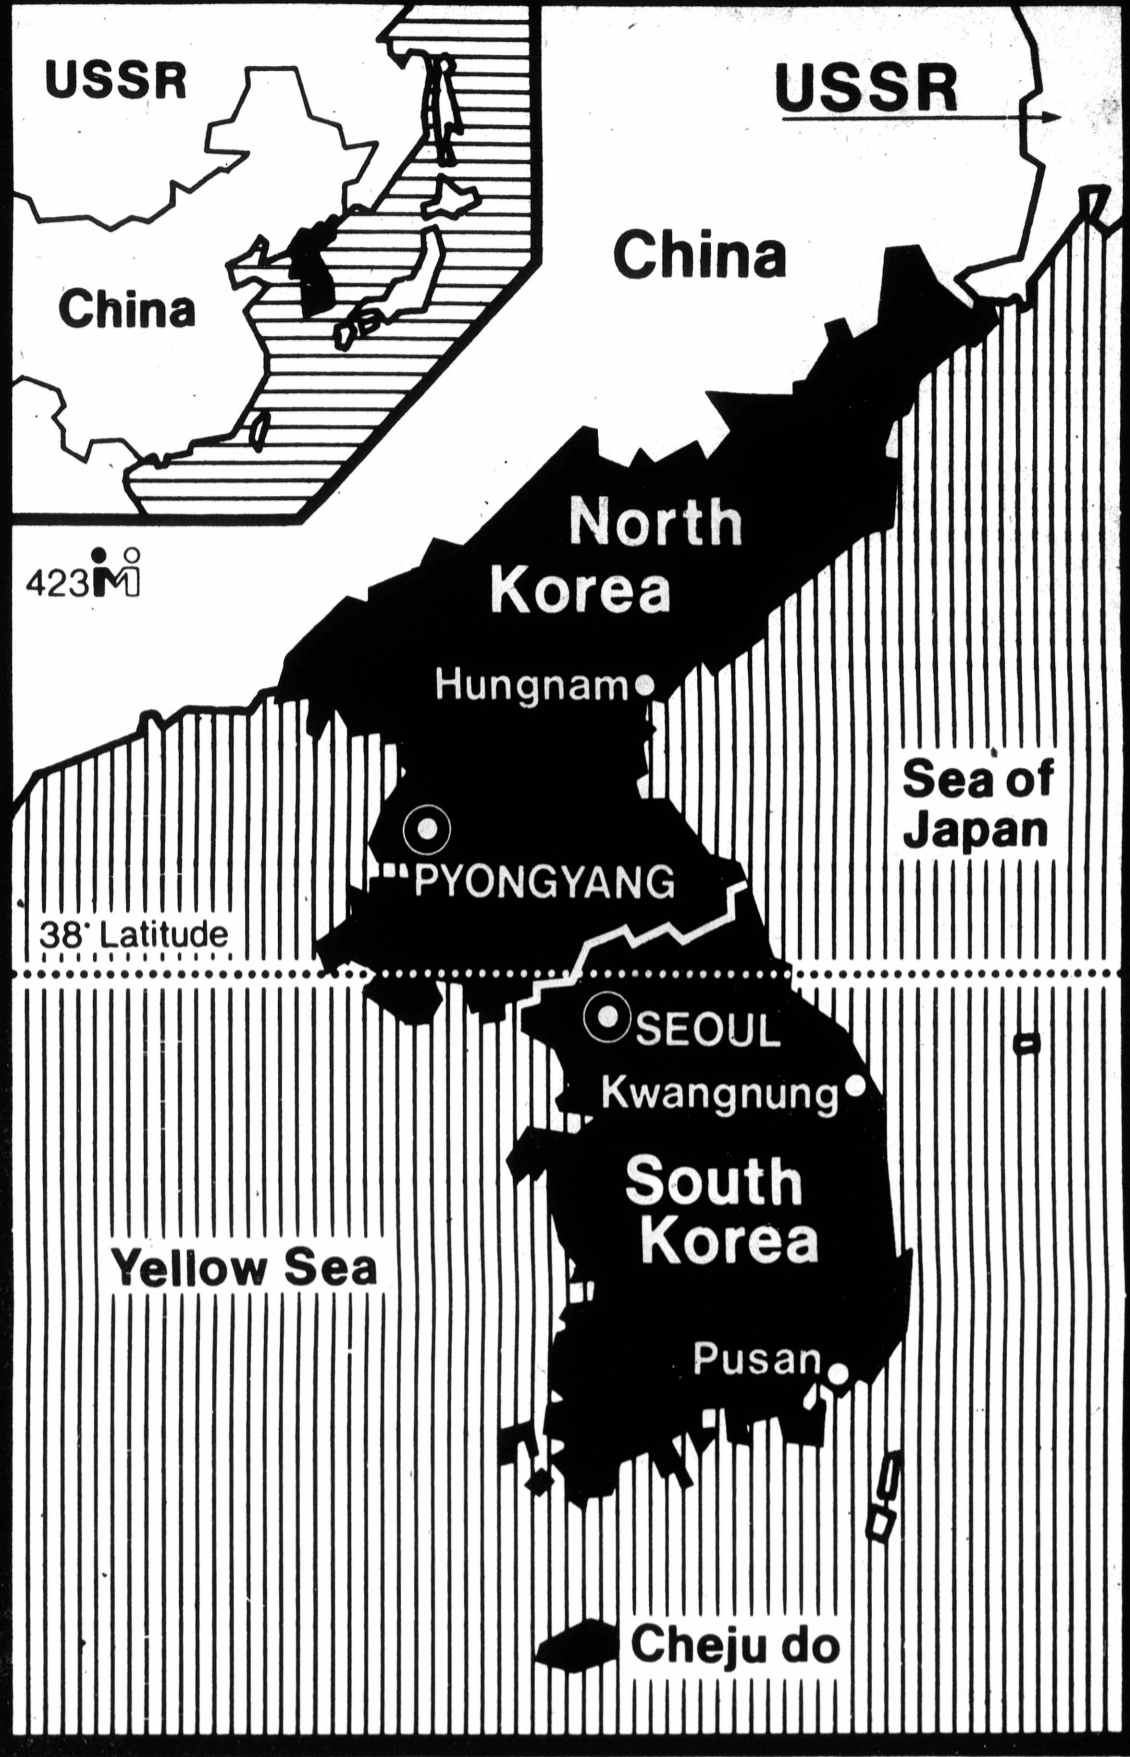 USSR
China
USSR
China
423
North
Korea
Hungnam
Sea of
Japan
PYONGYANG
38° Latitude
SEOUL
Kwangnung
South
Korea
Yellow Sea
Pusan
Cheju do